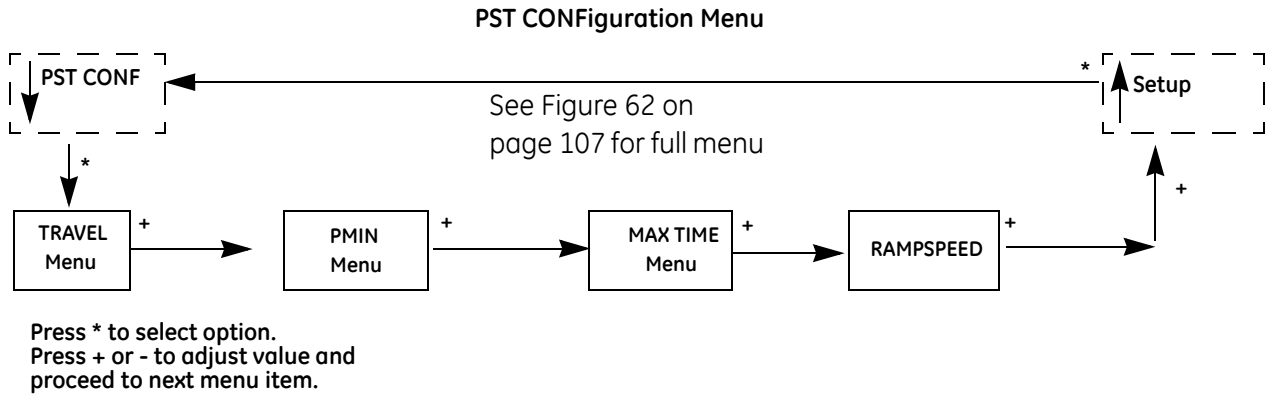 PST CONFiguration Menu
PST CONF
*
Setup
See Figure 62 on
page 107 for full menu
*
+
TRAVEL
Menu
+
PMIN
Menu
+
MAX TIME
Menu
+
RAMPSPEED
+
Press * to select option.
Press + or - to adjust value and
proceed to next menu item.